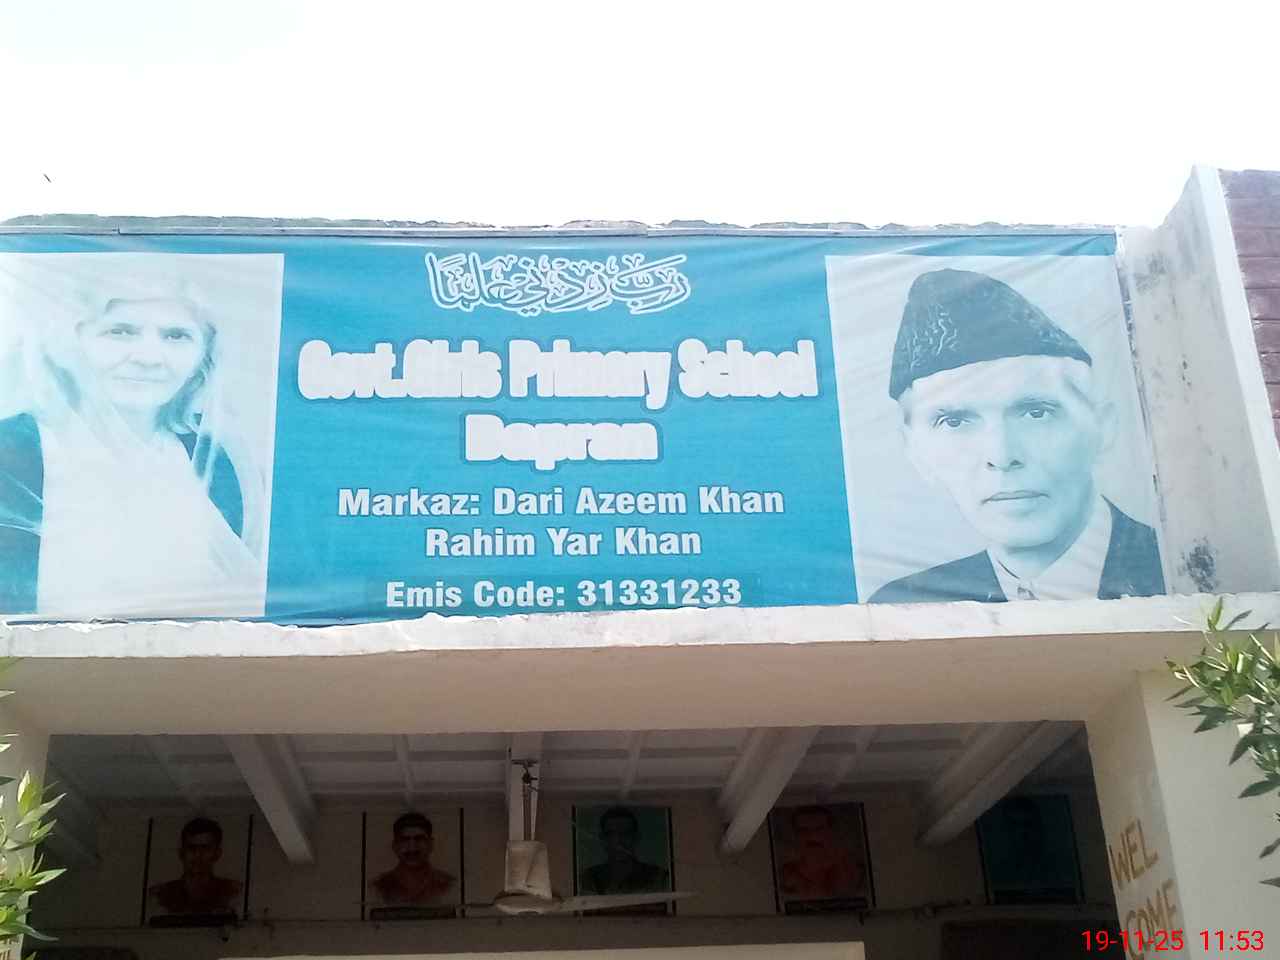 رَبِّ زِدْنِي عِلْمًا
Govt.Girls Primary School
Dapran
Markaz: Dari Azeem Khan
Rahim Yar Khan
Emis Code: 31331233
WEL
COME
19-11-25 11:53